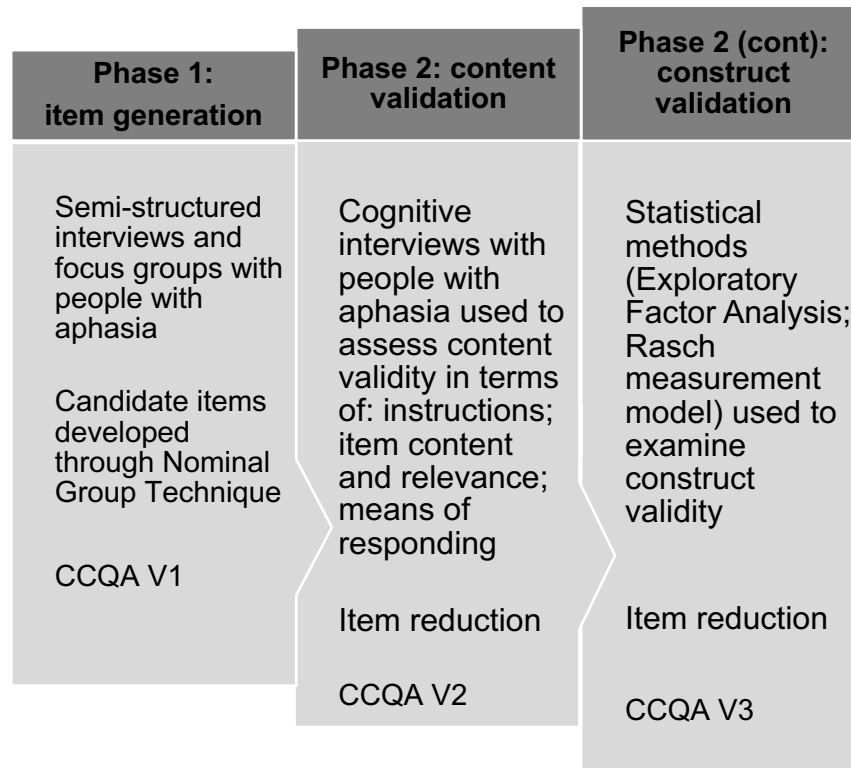 Phase 1:
item generation
Semi-structured
interviews and
focus groups with
people with
aphasia
Candidate items
developed
through Nominal
Group Technique
CCQA V1
Phase 2: content
validation
Cognitive
interviews with
people with
aphasia used to
assess content
validity in terms
of: instructions;
item content
and relevance;
means of
responding
Item reduction
CCQA V2
Phase 2 (cont):
construct
validation
Statistical
methods
(Exploratory
Factor Analysis;
Rasch
measurement
model) used to
examine
construct
validity
Item reduction
CCQA V3